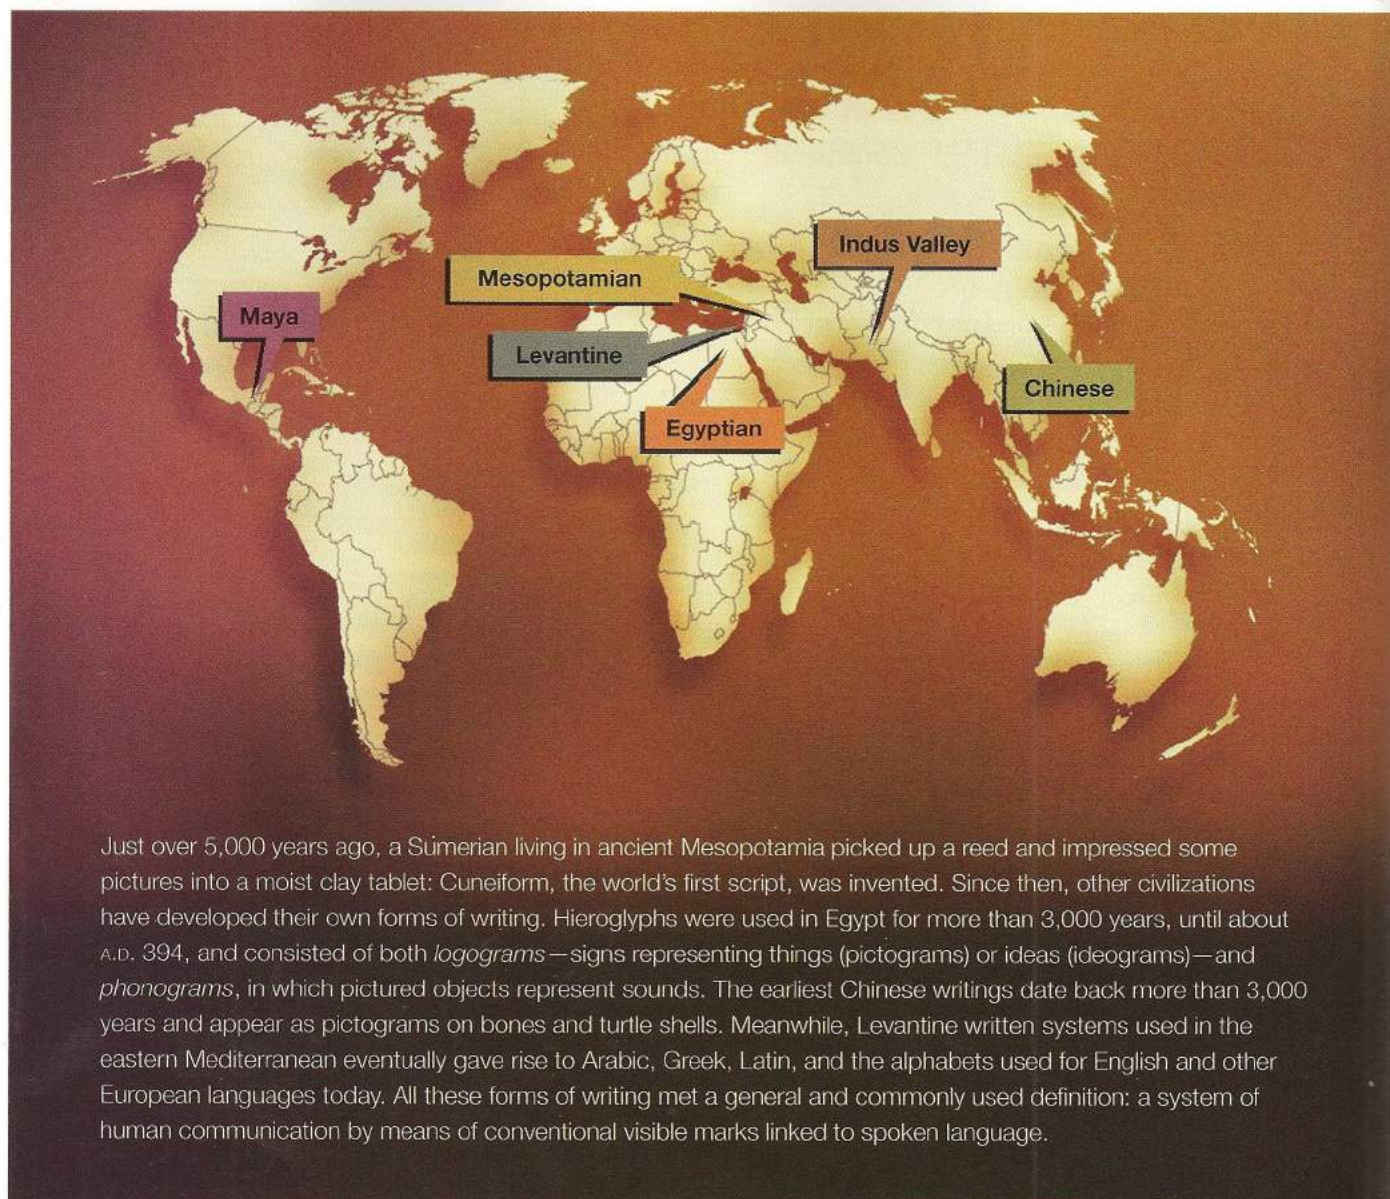 Indus Valley
Mesopotamian
Maya
Levantine
Chinese
Egyptian
Just over 5,000 years ago, a Sumerian living in ancient Mesopotamia picked up a reed and impressed some
pictures into a moist clay tablet: Cuneiform, the world's first script, was invented. Since then, other civilizations
have developed their own forms of writing. Hieroglyphs were used in Egypt for more than 3,000 years, until about
A.D. 394, and consisted of both logograms—signs representing things (pictograms) or ideas (ideograms)—and
phonograms, in which pictured objects represent sounds. The earliest Chinese writings date back more than 3,000
years and appear as pictograms on bones and turtle shells. Meanwhile, Levantine written systems used in the
eastern Mediterranean eventually gave rise to Arabic, Greek, Latin, and the alphabets used for English and other
European languages today. All these forms of writing met a general and commonly used definition: a system of
human communication by means of conventional visible marks linked to spoken language.